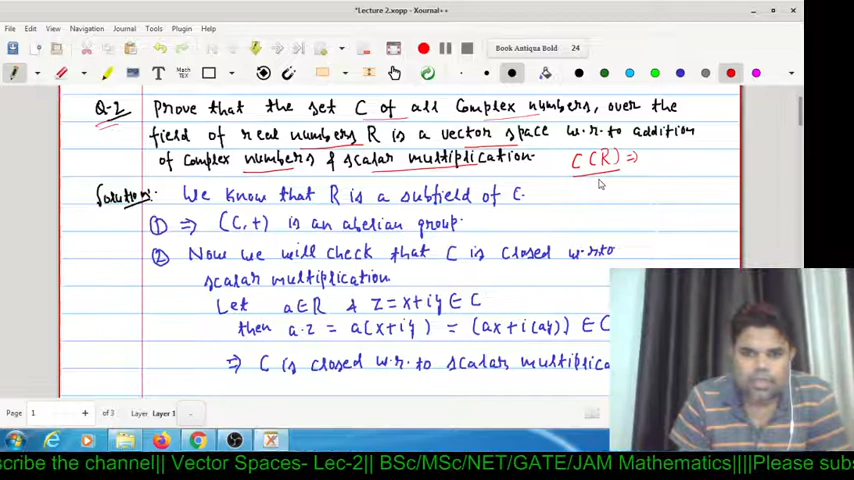 *Lecture 2.xopp - Xournal++
File Edit View Navigation Journal Tools Plugin Help
Book Antiqua Bold 24
Q-2 Prove that the set C of all Complex numbers, over the
field of real numbers R is a vector space w.r.to addition
of Complex numbers & scalar multiplication. C(R) ⇒
Solution:- We know that R is a subfield of C.
① ⇒ (C,+) is an abelian group.
② Now we will check that C is closed w.r.to
scalar multiplication
Let a∈R & z=x+iy ∈ C
then a.z = a(x+iy) = (ax+i(ay)) ∈ C
⇒ C is closed w.r.to scalar multiplica
Page 1 of 3 Layer Layer 1
scribe the channel|| Vector Spaces- Lec-2|| BSc/MSc/NET/GATE/JAM Mathematics||||Please subs